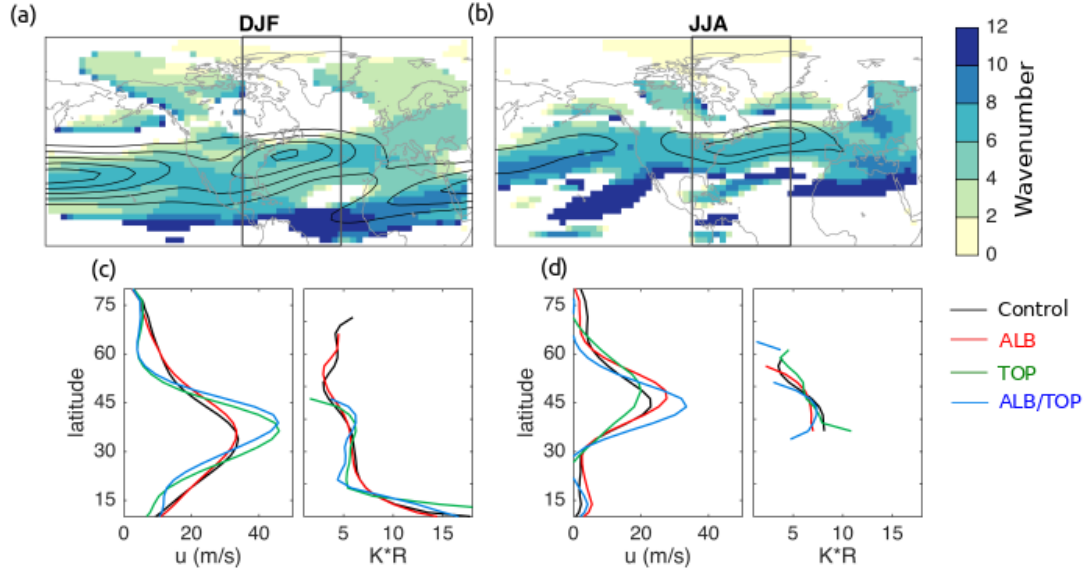 (a)
DJF
(b)
JJA
12
10
8
6
4
2
0
Wavenumber
(c)
75
60
45
30
15
latitude
0
20
40
u (m/s)
5
10
15
K*R
(d)
75
60
45
30
15
latitude
0
20
40
u (m/s)
5
10
15
K*R
Control
ALB
TOP
ALB/TOP